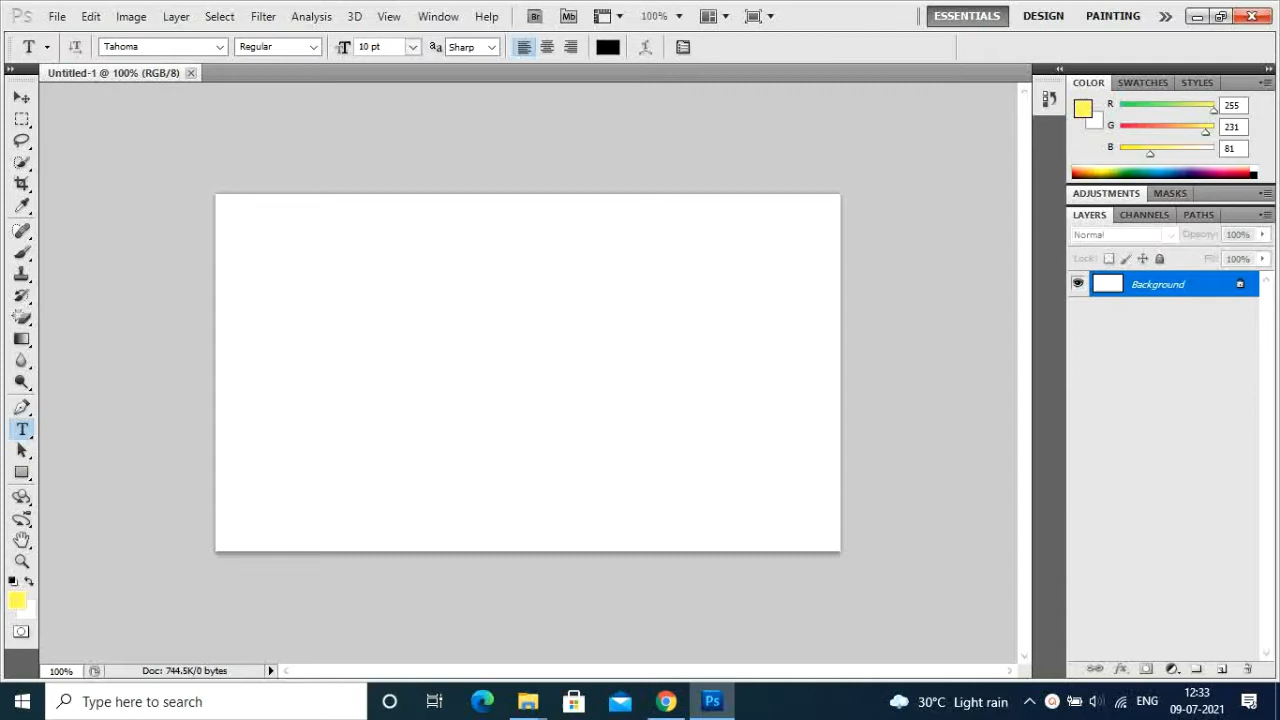 Ps File Edit Image Layer Select Filter Analysis 3D View Window Help Br Mb 100% ESSENTIALS DESIGN PAINTING
T T Tahoma Regular T 10 pt aa Sharp
Untitled-1 @ 100% (RGB/8)
COLOR SWATCHES STYLES
R 255
G 231
B 81
ADJUSTMENTS MASKS
LAYERS CHANNELS PATHS
Normal Opacity: 100%
Lock: Fill: 100%
Background
T
100% Doc: 744.5K/0 bytes
fx
Type here to search Ps 30°C Light rain ENG 12:33
09-07-2021